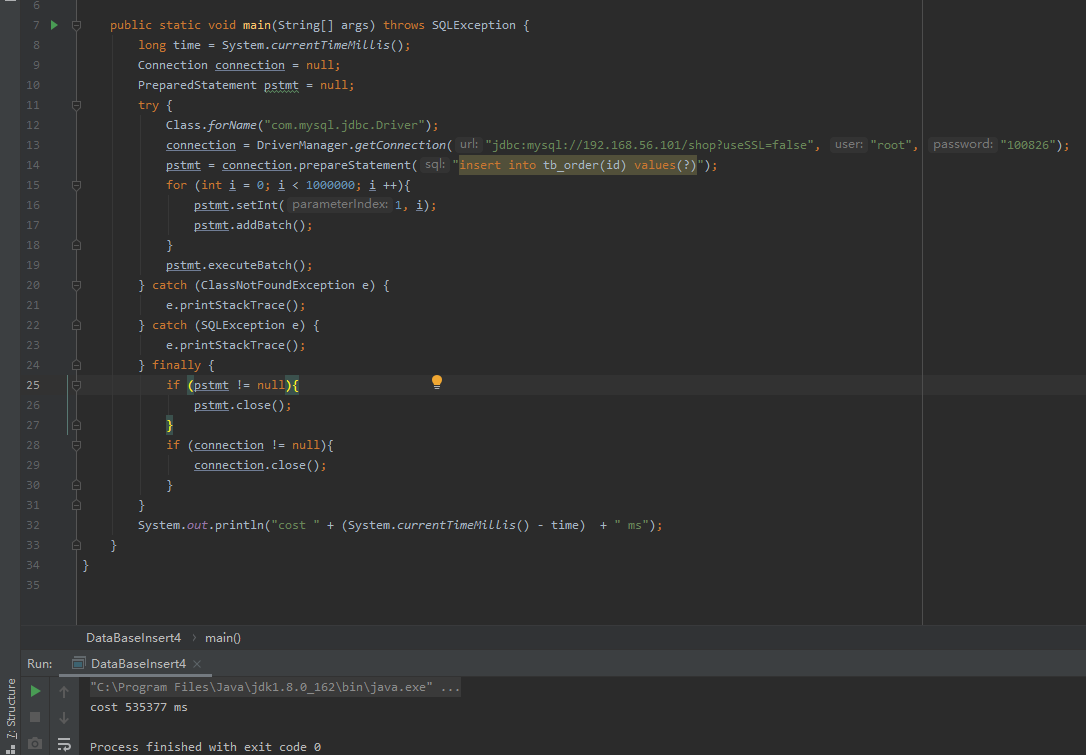 6
7 public static void main(String[] args) throws SQLException {
8 long time = System.currentTimeMillis();
9 Connection connection = null;
10 PreparedStatement pstmt = null;
11 try {
12 Class.forName("com.mysql.jdbc.Driver");
13 connection = DriverManager.getConnection( url: "jdbc:mysql://192.168.56.101/shop?useSSL=false", user: "root", password: "100826");
14 pstmt = connection.prepareStatement( sql: "insert into tb_order(id) values(?)");
15 for (int i = 0; i < 1000000; i ++){
16 pstmt.setInt( parameterIndex: 1, i);
17 pstmt.addBatch();
18 }
19 pstmt.executeBatch();
20 } catch (ClassNotFoundException e) {
21 e.printStackTrace();
22 } catch (SQLException e) {
23 e.printStackTrace();
24 } finally {
25 if (pstmt != null){
26 pstmt.close();
27 }
28 if (connection != null){
29 connection.close();
30 }
31 }
32 System.out.println("cost " + (System.currentTimeMillis() - time)  + " ms");
33 }
34 }
35
DataBaseInsert4 › main()
Run: DataBaseInsert4 ×
7: Structure
"C:\Program Files\Java\jdk1.8.0_162\bin\java.exe" ...
cost 535377 ms
Process finished with exit code 0